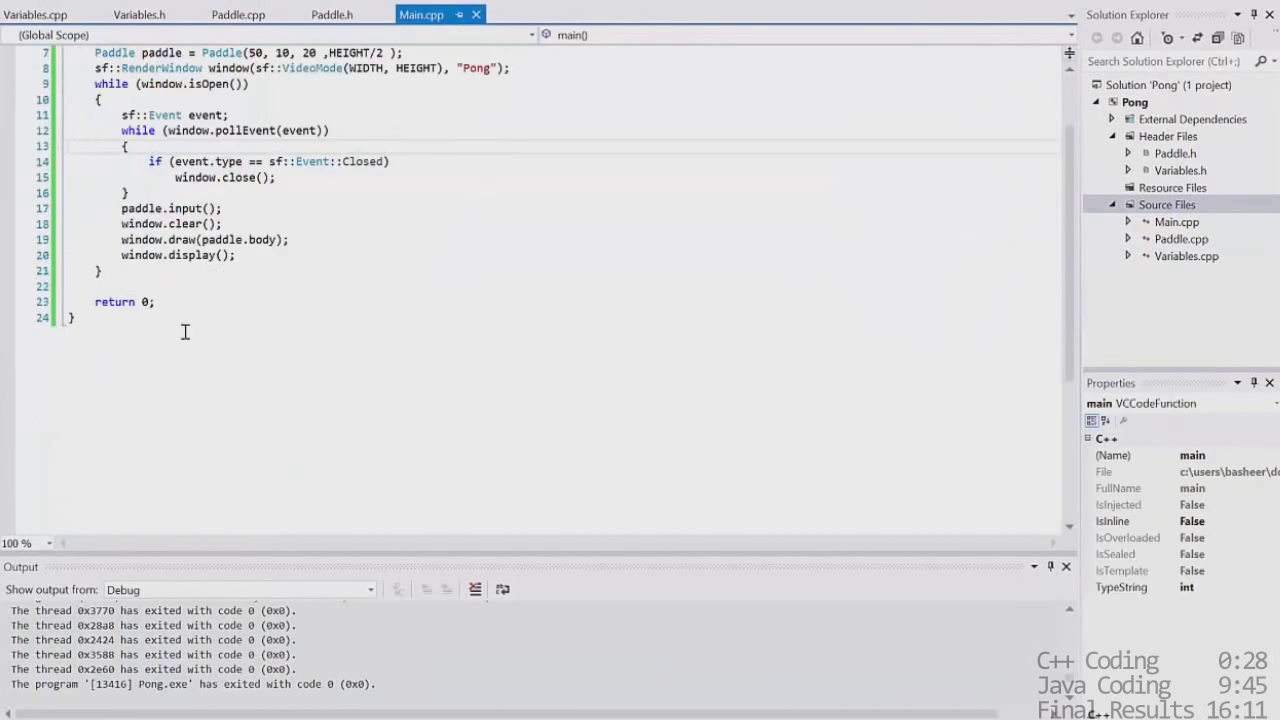 Variables.cpp Variables.h Paddle.cpp Paddle.h Main.cpp
(Global Scope) main()
7 Paddle paddle = Paddle(50, 10, 20 ,HEIGHT/2 );
8 sf::RenderWindow window(sf::VideoMode(WIDTH, HEIGHT), "Pong");
9 while (window.isOpen())
10 {
11 sf::Event event;
12 while (window.pollEvent(event))
13 {
14 if (event.type == sf::Event::Closed)
15 window.close();
16 }
17 paddle.input();
18 window.clear();
19 window.draw(paddle.body);
20 window.display();
21 }
22
23 return 0;
24 }
100 %
Output
Show output from: Debug
The thread 0x3770 has exited with code 0 (0x0).
The thread 0x28a8 has exited with code 0 (0x0).
The thread 0x2424 has exited with code 0 (0x0).
The thread 0x3588 has exited with code 0 (0x0).
The thread 0x2e60 has exited with code 0 (0x0).
The program '[13416] Pong.exe' has exited with code 0 (0x0).
Solution Explorer
Search Solution Explorer (Ctrl+;)
Solution 'Pong' (1 project)
Pong
External Dependencies
Header Files
Paddle.h
Variables.h
Resource Files
Source Files
Main.cpp
Paddle.cpp
Variables.cpp
Properties
main VCCodeFunction
C++
(Name) main
File c:\users\basheer\do
FullName main
IsInjected False
IsInline False
IsOverloaded False
IsSealed False
IsTemplate False
TypeString int
C++ Coding 0:28
Java Coding 9:45
Final Results 16:11
C++